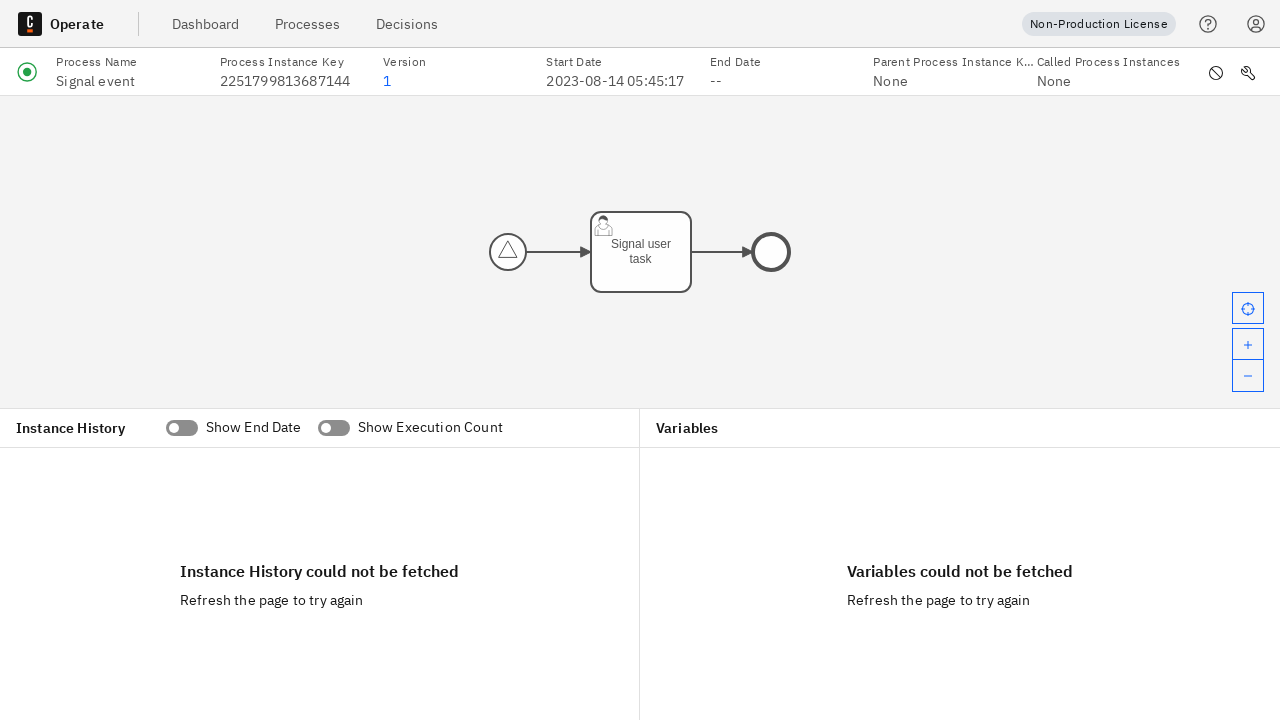 Operate
Dashboard
Processes
Decisions
Non-Production License
Process Name
Signal event
Process Instance Key
2251799813687144
Version
1
Start Date
2023-08-14 05:45:17
End Date
--
Parent Process Instance K...
None
Called Process Instances
None
Signal user
task
Instance History
Show End Date
Show Execution Count
Variables
Instance History could not be fetched
Refresh the page to try again
Variables could not be fetched
Refresh the page to try again